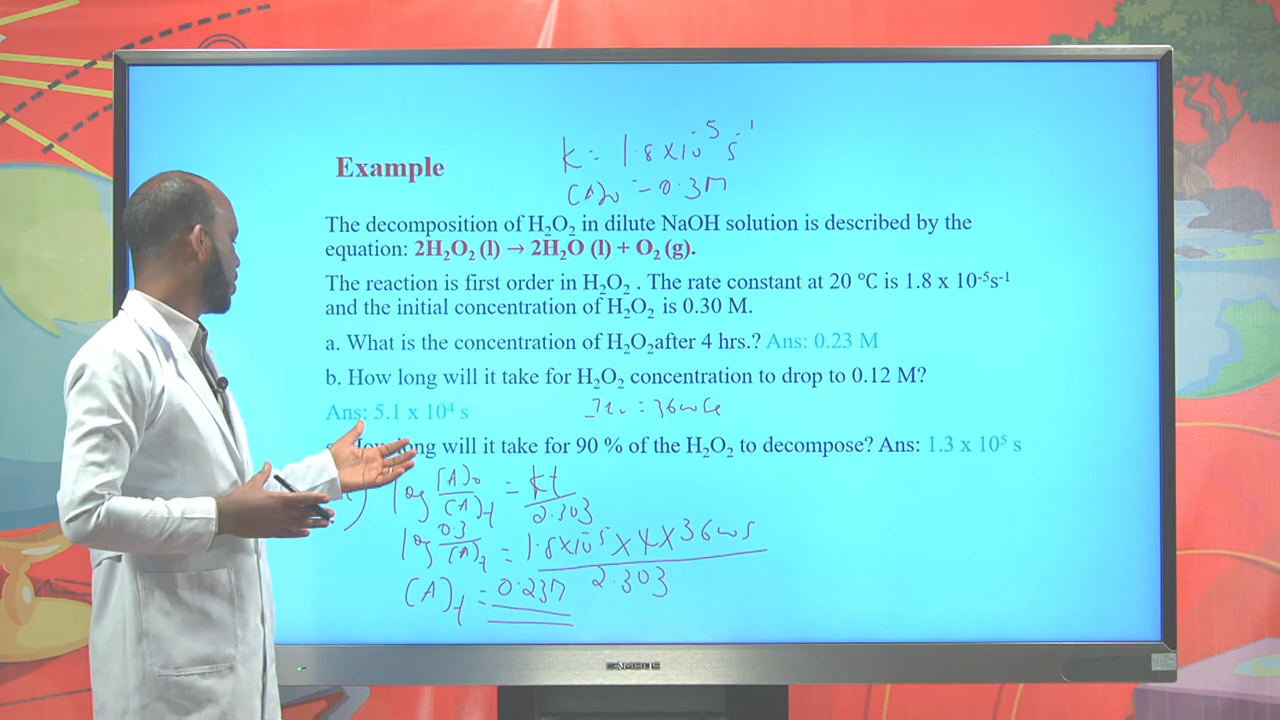 k = 1.8x10⁻⁵ s⁻¹
Example
(A)₀ = 0.3M
The decomposition of H₂O₂ in dilute NaOH solution is described by the
equation: 2H₂O₂ (l) → 2H₂O (l) + O₂ (g).
The reaction is first order in H₂O₂ . The rate constant at 20 °C is 1.8 x 10⁻⁵s⁻¹
and the initial concentration of H₂O₂ is 0.30 M.
a. What is the concentration of H₂O₂after 4 hrs.? Ans: 0.23 M
b. How long will it take for H₂O₂ concentration to drop to 0.12 M?
Ans: 5.1 x 10⁴ s
= 3600
long will it take for 90 % of the H₂O₂ to decompose? Ans: 1.3 x 10⁵ s
log [A]₀/(A)t = kt/2.303
log 0.3/(A)t = 1.8x10⁻⁵ x 4 x 3600s/2.303
(A)t = 0.23M